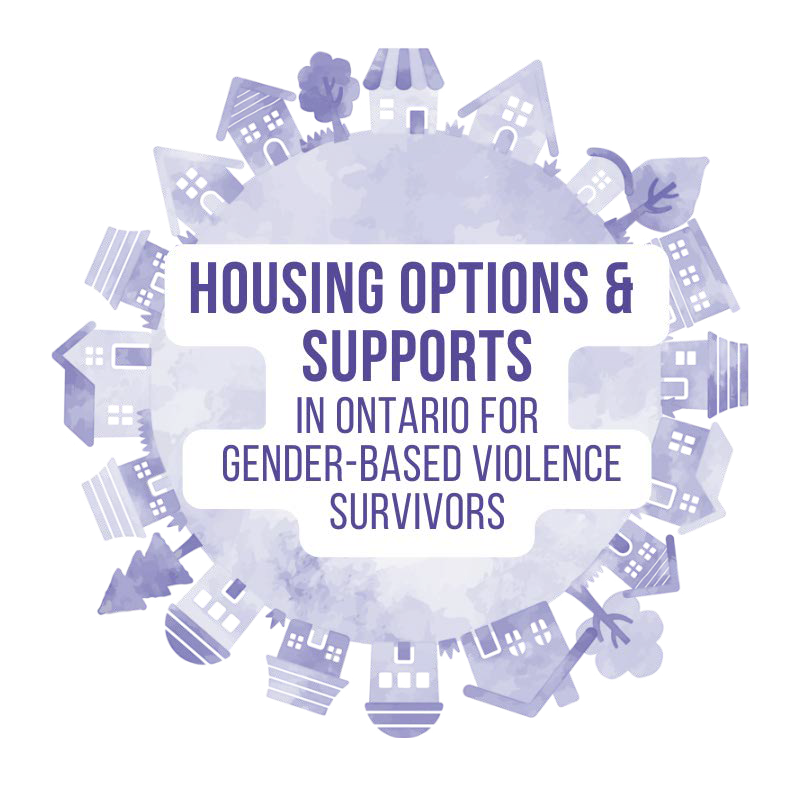 HOUSING OPTIONS &
SUPPORTS
IN ONTARIO FOR
GENDER-BASED VIOLENCE
SURVIVORS